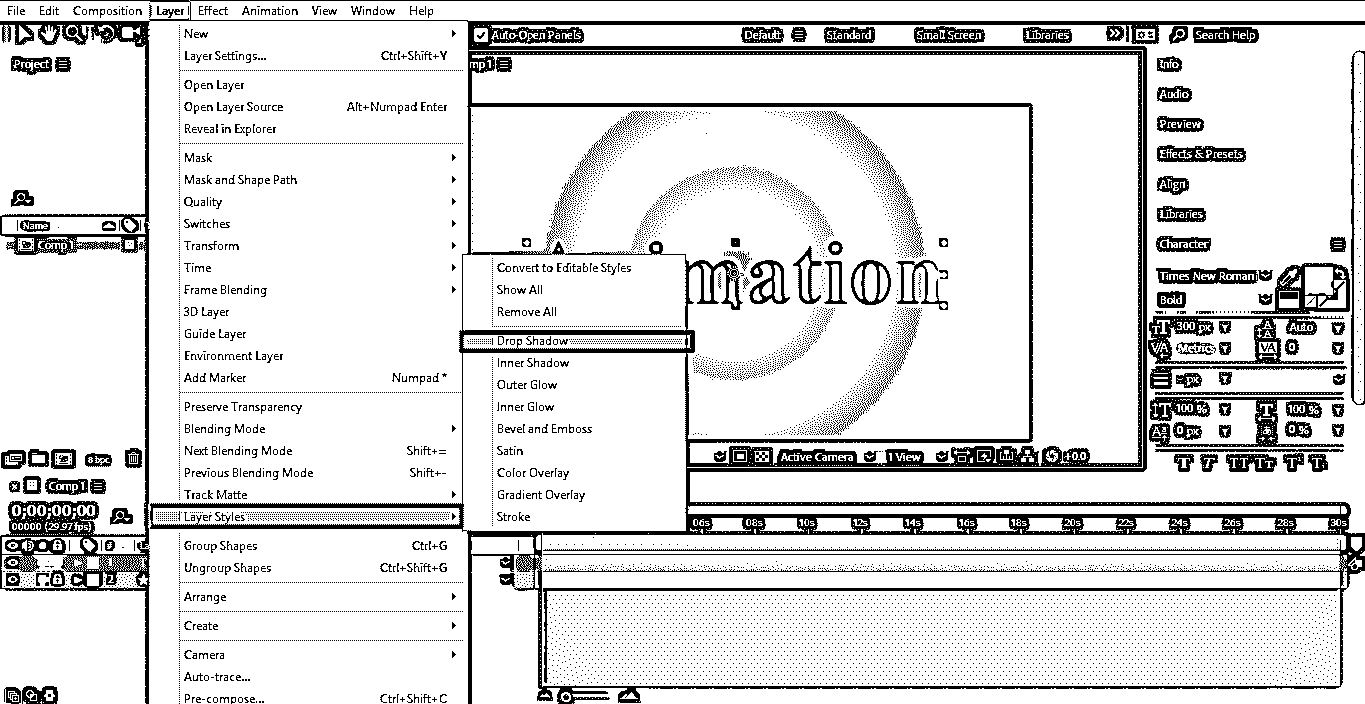 File Edit Composition Layer Effect Animation View Window Help
Auto-Open Panels Default Standard Small Screen Libraries Search Help
Project
New
Layer Settings... Ctrl+Shift+Y
Open Layer
Open Layer Source Alt+Numpad Enter
Reveal in Explorer
Mask
Mask and Shape Path
Quality
Switches
Transform
Time
Frame Blending
3D Layer
Guide Layer
Environment Layer
Add Marker Numpad *
Preserve Transparency
Blending Mode
Next Blending Mode Shift+=
Previous Blending Mode Shift+-
Track Matte
Layer Styles
Group Shapes Ctrl+G
Ungroup Shapes Ctrl+Shift+G
Arrange
Create
Camera
Auto-trace...
Pre-compose... Ctrl+Shift+C
Convert to Editable Styles
Show All
Remove All
Drop Shadow
Inner Shadow
Outer Glow
Inner Glow
Bevel and Emboss
Satin
Color Overlay
Gradient Overlay
Stroke
mp1
mation
Name
Comp1
8 bpc
Comp1
0;00;00;00
00000 (29.97 fps)
#
2
Active Camera 1 View +0.0
06s 08s 10s 12s 14s 16s 18s 20s 22s 24s 26s 28s 30s
Info
Audio
Preview
Effects & Presets
Align
Libraries
Character
Times New Roman
Bold
300 px Auto
Metrics 0
- px
100 % 100 %
0 px 0 %
T T TT Tt T T